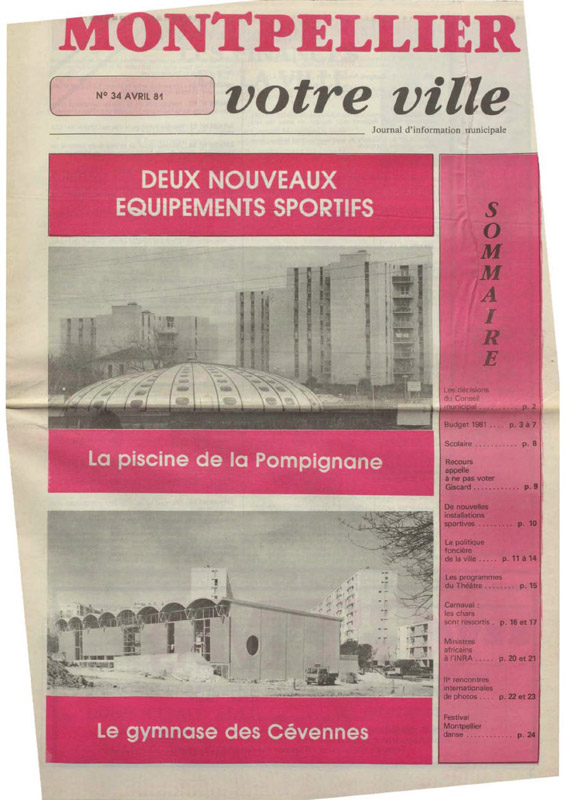 MONTPELLIER
N° 34 AVRIL 81
votre ville
Journal d'information municipale
DEUX NOUVEAUX
EQUIPEMENTS SPORTIFS
La piscine de la Pompignane
Le gymnase des Cévennes
SOMMAIRE
Les décisions
du Conseil
municipal .......... p. 2
Budget 1981 .... p. 3 à 7
Scolaire ........... p. 8
Recours
appelle
à ne pas voter
Giscard ............ p. 9
De nouvelles
installations
sportives ......... p. 10
La politique
foncière
de la ville ..... p. 11 à 14
Les programmes
du Théâtre ........ p. 15
Carnaval :
les chars
sont ressortis . p. 16 et 17
Ministres
africains
à l'INRA ..... p. 20 et 21
IIe rencontres
internationales
de photos .... p. 22 et 23
Festival
Montpellier
danse ............ p. 24